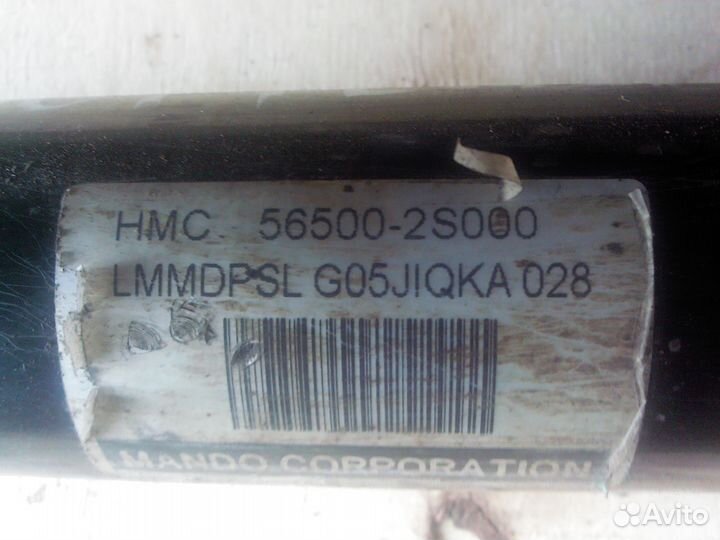 HMC 56500-2S000
LMMDPSL G05JIQKA 028
MANDO CORPORATION
Avito